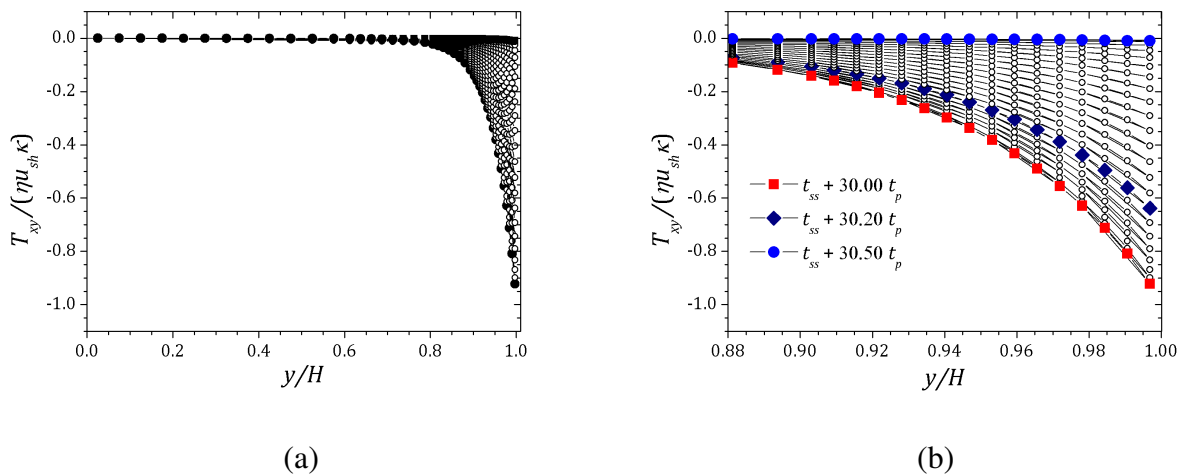 0.0
-0.2
-0.4
-0.6
-0.8
-1.0
T_xy/(ηu_shκ)
0.0 0.2 0.4 0.6 0.8 1.0
y/H
(a)
0.0
-0.2
-0.4
-0.6
-0.8
-1.0
T_xy/(ηu_shκ)
t_ss + 30.00 t_p
t_ss + 30.20 t_p
t_ss + 30.50 t_p
0.88 0.90 0.92 0.94 0.96 0.98 1.00
y/H
(b)